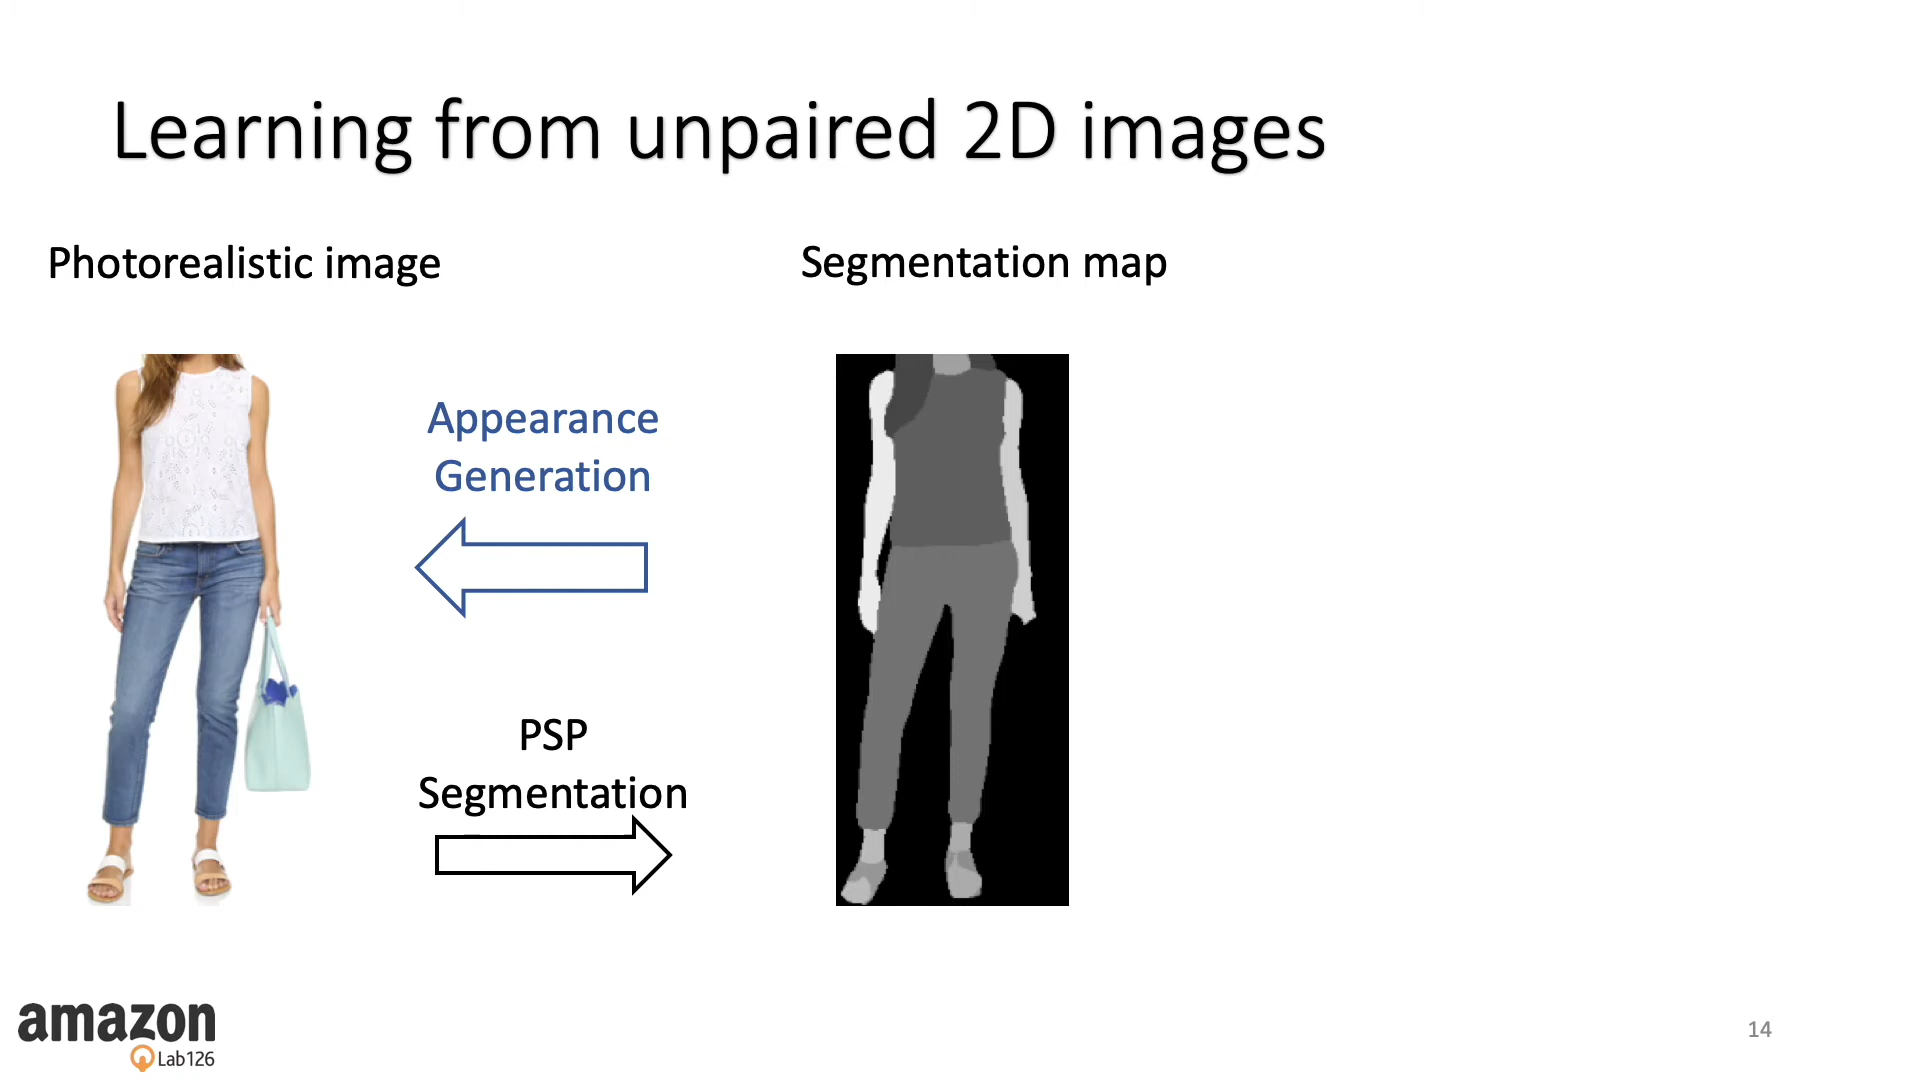 Learning from unpaired 2D images
Photorealistic image
Segmentation map
Appearance
Generation
PSP
Segmentation
amazon
Lab126
14